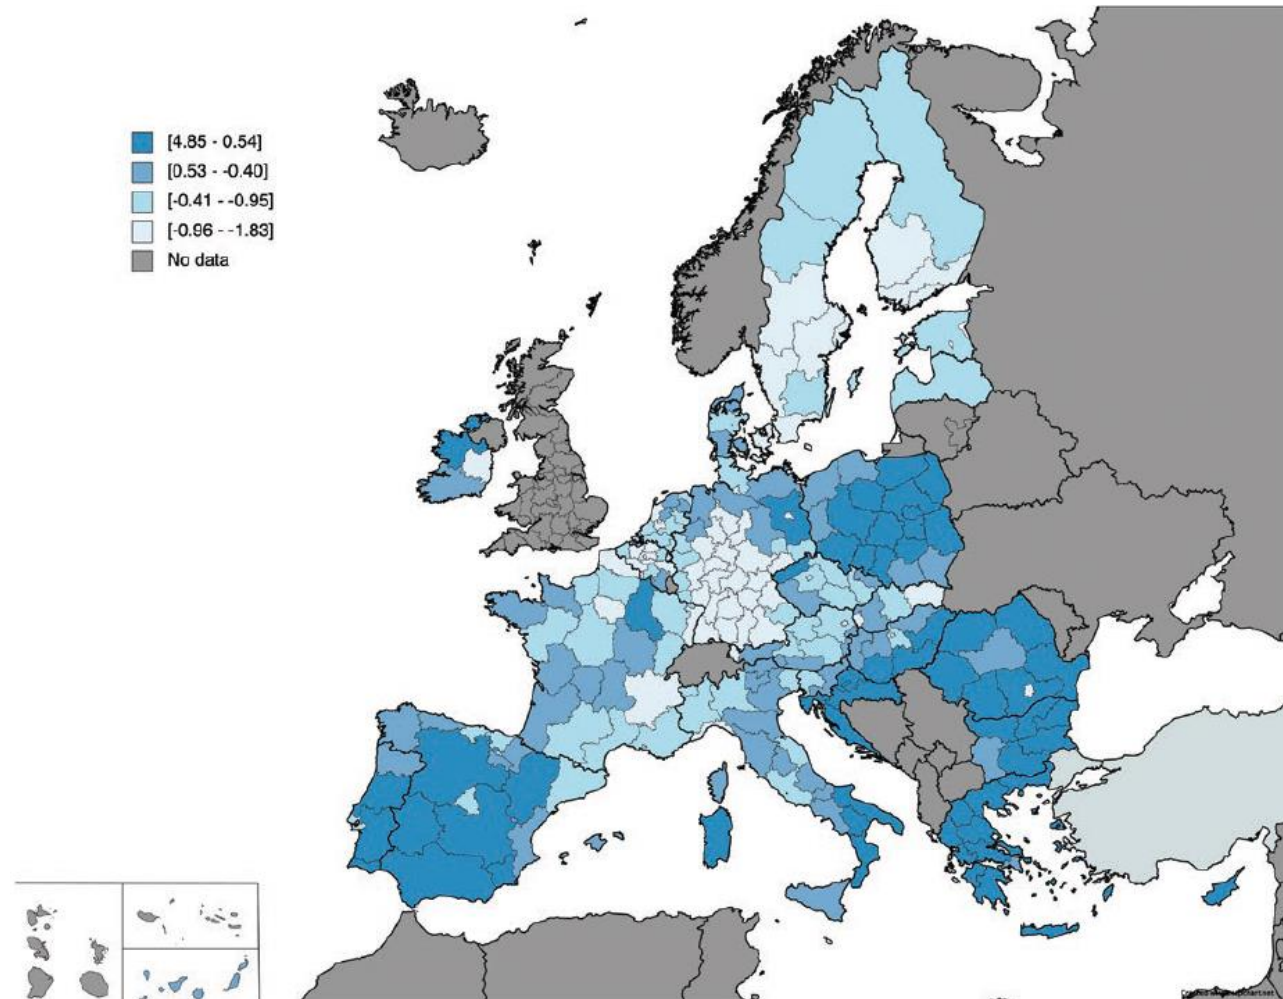 [4.85 - 0.54]
[0.53 - -0.40]
[-0.41 - -0.95]
[-0.96 - -1.83]
No data